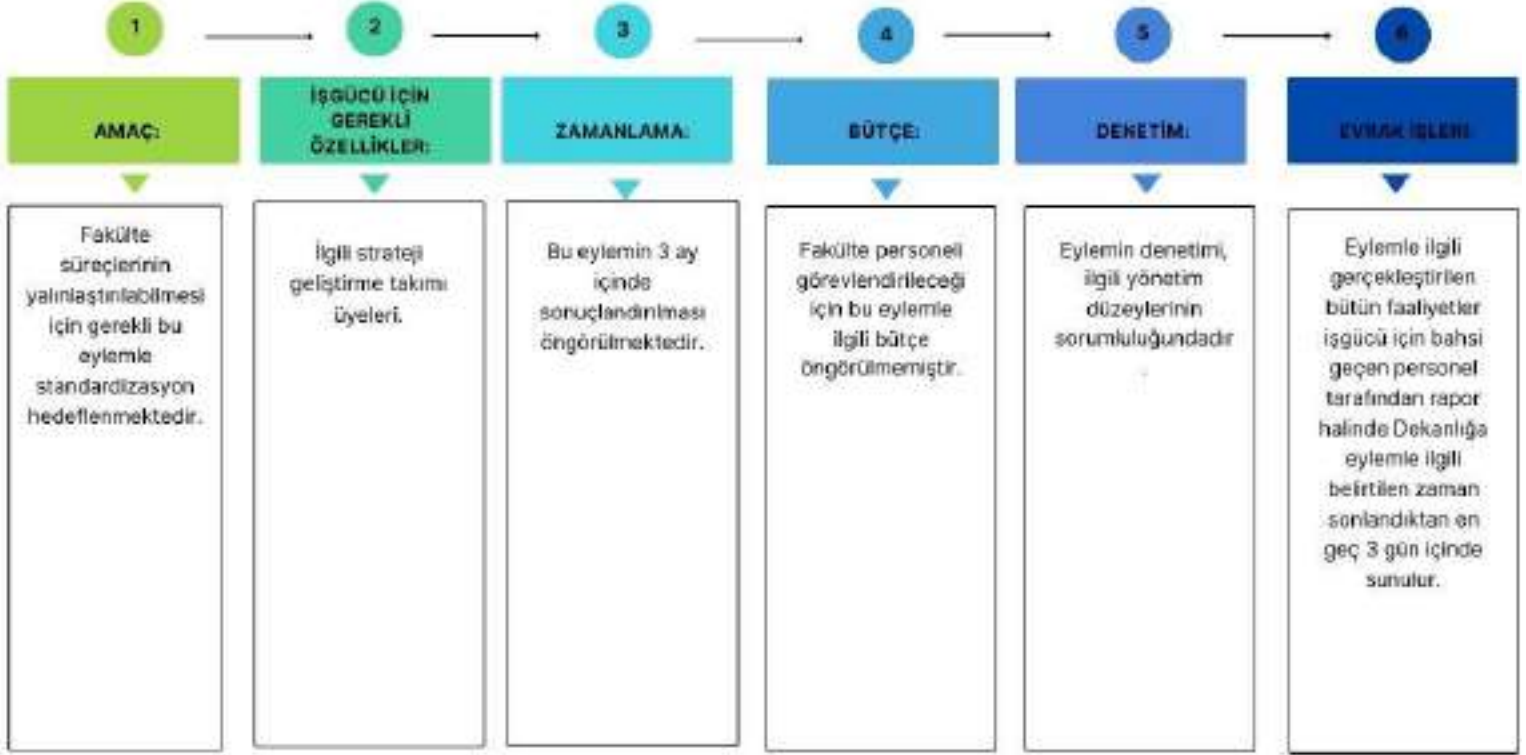 1
2
3
4
5
6
AMAÇ:
İŞGÜCÜ İÇİN
GEREKLİ
ÖZELLİKLER:
ZAMANLAMA:
BÜTÇE:
DENETİM:
EVRAK İŞLERİ:
Fakülte
süreçlerinin
yalınlaştırılabilmesi
için gerekli bu
eylemle
standardizasyon
hedeflenmektedir.
İlgili strateji
geliştirme takımı
üyeleri.
Bu eylemin 3 ay
içinde
sonuçlandırılması
öngörülmektedir.
Fakülte personeli
görevlendirileceği
için bu eylemle
ilgili bütçe
öngörülmemiştir.
Eylemin denetimi,
ilgili yönetim
düzeylerinin
sorumluluğundadır
.
Eylemle ilgili
gerçekleştirilen
bütün faaliyetler
işgücü için bahsi
geçen personel
tarafından rapor
halinde Dekanlığa
eylemle ilgili
belirtilen zaman
sonlandıktan en
geç 3 gün içinde
sunulur.